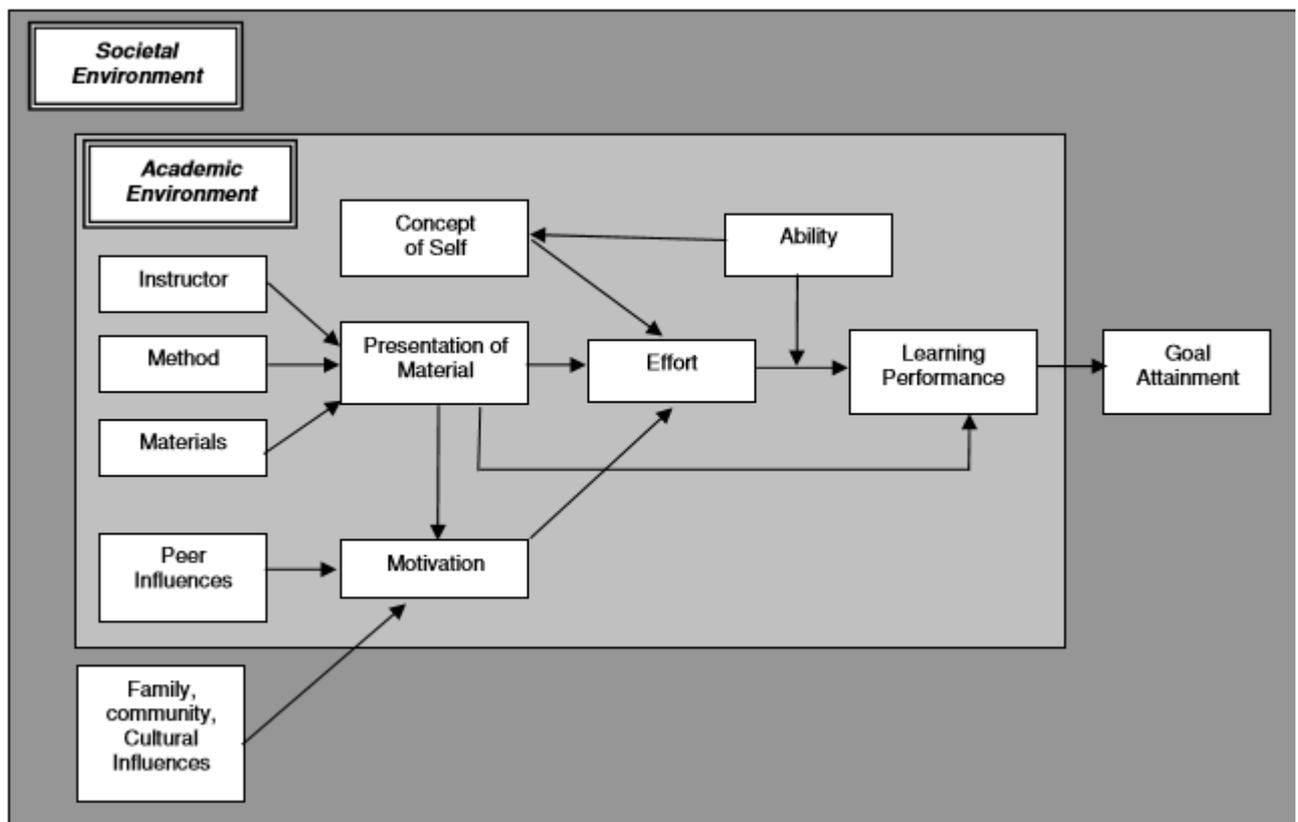 Societal
Environment
Academic
Environment
Concept
of Self
Ability
Instructor
Method
Materials
Presentation of
Material
Effort
Learning
Performance
Goal
Attainment
Peer
Influences
Motivation
Family,
community,
Cultural
Influences